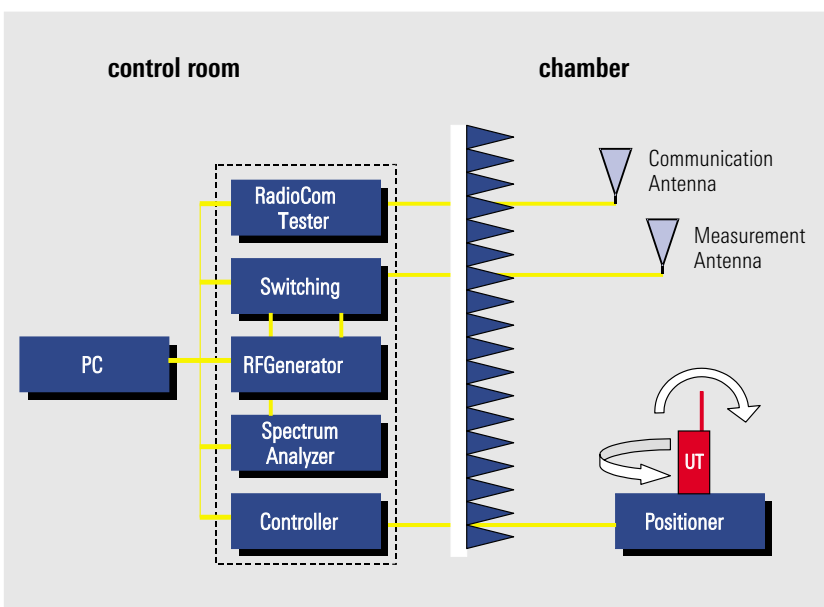 control room
chamber
RadioCom
Tester
Switching
PC
RFGenerator
Spectrum
Analyzer
Controller
Communication
Antenna
Measurement
Antenna
UT
Positioner